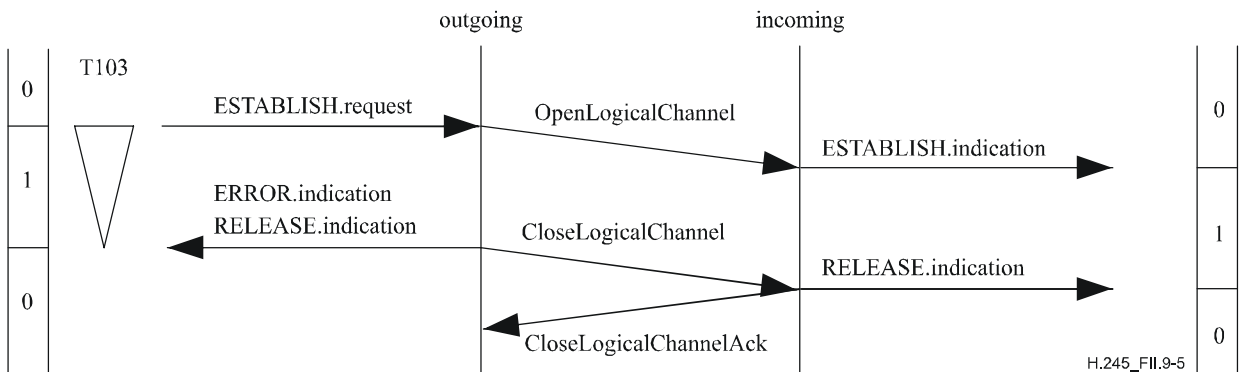 outgoing
incoming
T103
0
ESTABLISH.request
OpenLogicalChannel
0
ESTABLISH.indication
1
ERROR.indication
RELEASE.indication
CloseLogicalChannel
1
RELEASE.indication
0
CloseLogicalChannelAck
0
H.245_FII.9-5